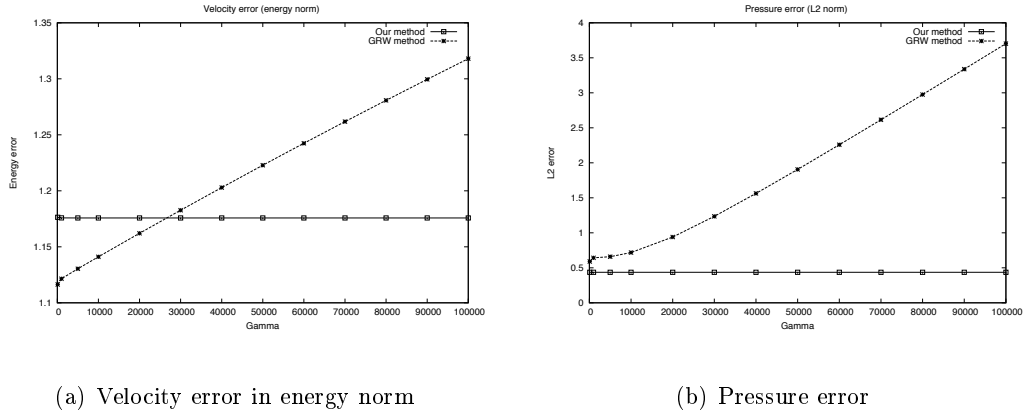 Velocity error (energy norm)
1.35
1.3
1.25
1.2
1.15
1.1
Energy error
Our method
GRW method
0 10000 20000 30000 40000 50000 60000 70000 80000 90000 100000
Gamma
(a) Velocity error in energy norm
Pressure error (L2 norm)
4
3.5
3
2.5
2
1.5
1
0.5
0
L2 error
Our method
GRW method
0 10000 20000 30000 40000 50000 60000 70000 80000 90000 100000
Gamma
(b) Pressure error